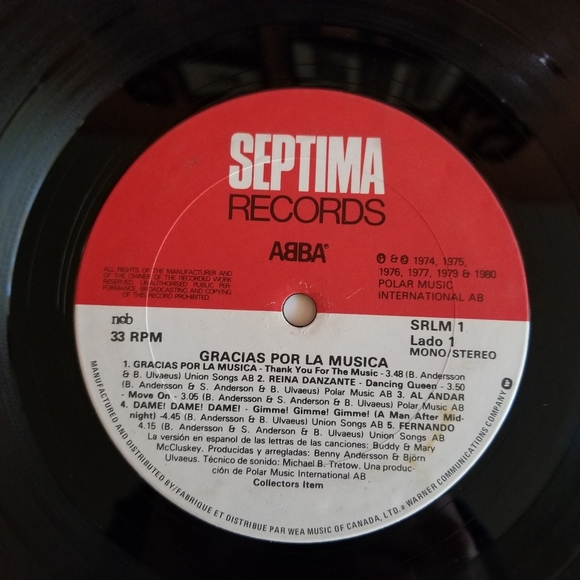 SEPTIMA
RECORDS
ABBA®
ALL RIGHTS OF THE MANUFACTURER AND
OF THE OWNER OF THE RECORDED WORK
RESERVED. UNAUTHORISED PUBLIC PER-
FORMANCE, BROADCASTING AND COPYING
OF THIS RECORD PROHIBITED
℗ & © 1974, 1975,
1976, 1977, 1979 & 1980
POLAR MUSIC
INTERNATIONAL AB
ncb
33 RPM
SRLM 1
Lado 1
MONO/STEREO
GRACIAS POR LA MUSICA
1. GRACIAS POR LA MUSICA - Thank You For The Music - 3.48 (B. Andersson
& B. Ulvaeus) Union Songs AB 2. REINA DANZANTE - Dancing Queen - 3.50
(B. Andersson & S. Anderson & B. Ulvaeus) Polar Music AB 3. AL ANDAR
- Move On - 3.05 (B. Andersson & S. Anderson & B. Ulvaeus) Polar Music AB
4. DAME! DAME! DAME! - Gimme! Gimme! Gimme! (A Man After Mid-
night) -4.45 (B. Andersson & B. Ulvaeus) Union Songs AB 5. FERNANDO
4.15 (B. Andersson & S. Anderson & B. Ulvaeus) Union Songs AB
La versión en espanol de las letras de las canciones: Buddy & Mary
McCluskey. Producidas y arregladas: Benny Andersson & Björn
Ulvaeus. Técnico de sonido: Michael B. Tretow. Una produc-
ción de Polar Music International AB
Collectors Item
MANUFACTURED AND DISTRIBUTED BY/FABRIQUE ET DISTRIBUE PAR WEA MUSIC OF CANADA, LTD. a WARNER COMMUNICATIONS COMPANY